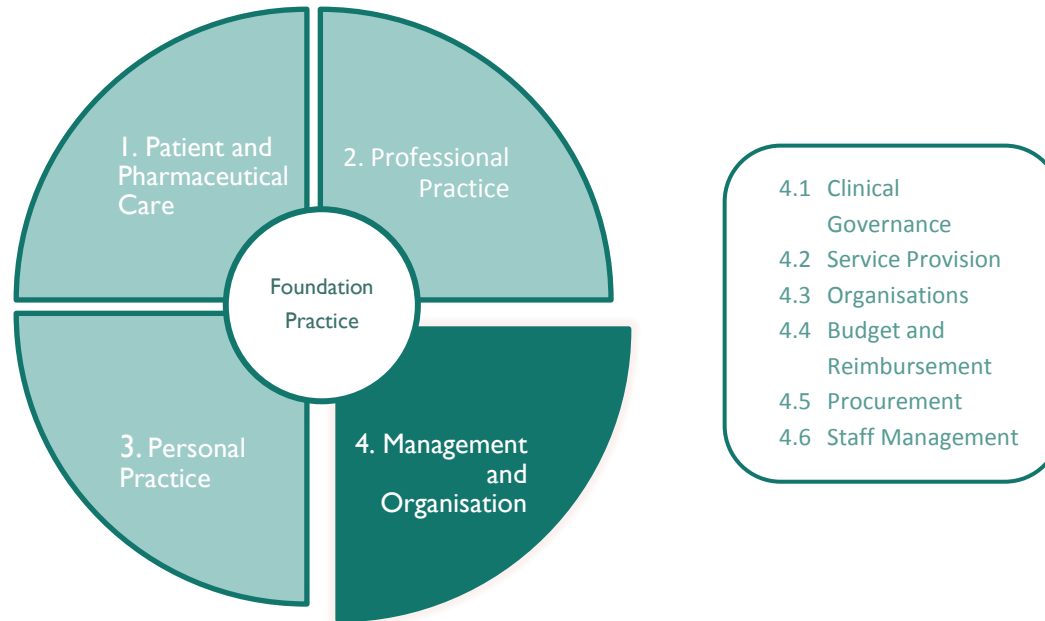 1. Patient and
Pharmaceutical
Care
2. Professional
Practice
Foundation
Practice
3. Personal
Practice
4. Management
and
Organisation
4.1 Clinical
Governance
4.2 Service Provision
4.3 Organisations
4.4 Budget and
Reimbursement
4.5 Procurement
4.6 Staff Management